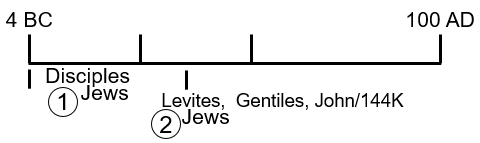 4 BC 100 AD
Disciples
1 Jews
Levites, Gentiles, John/144K
2 Jews